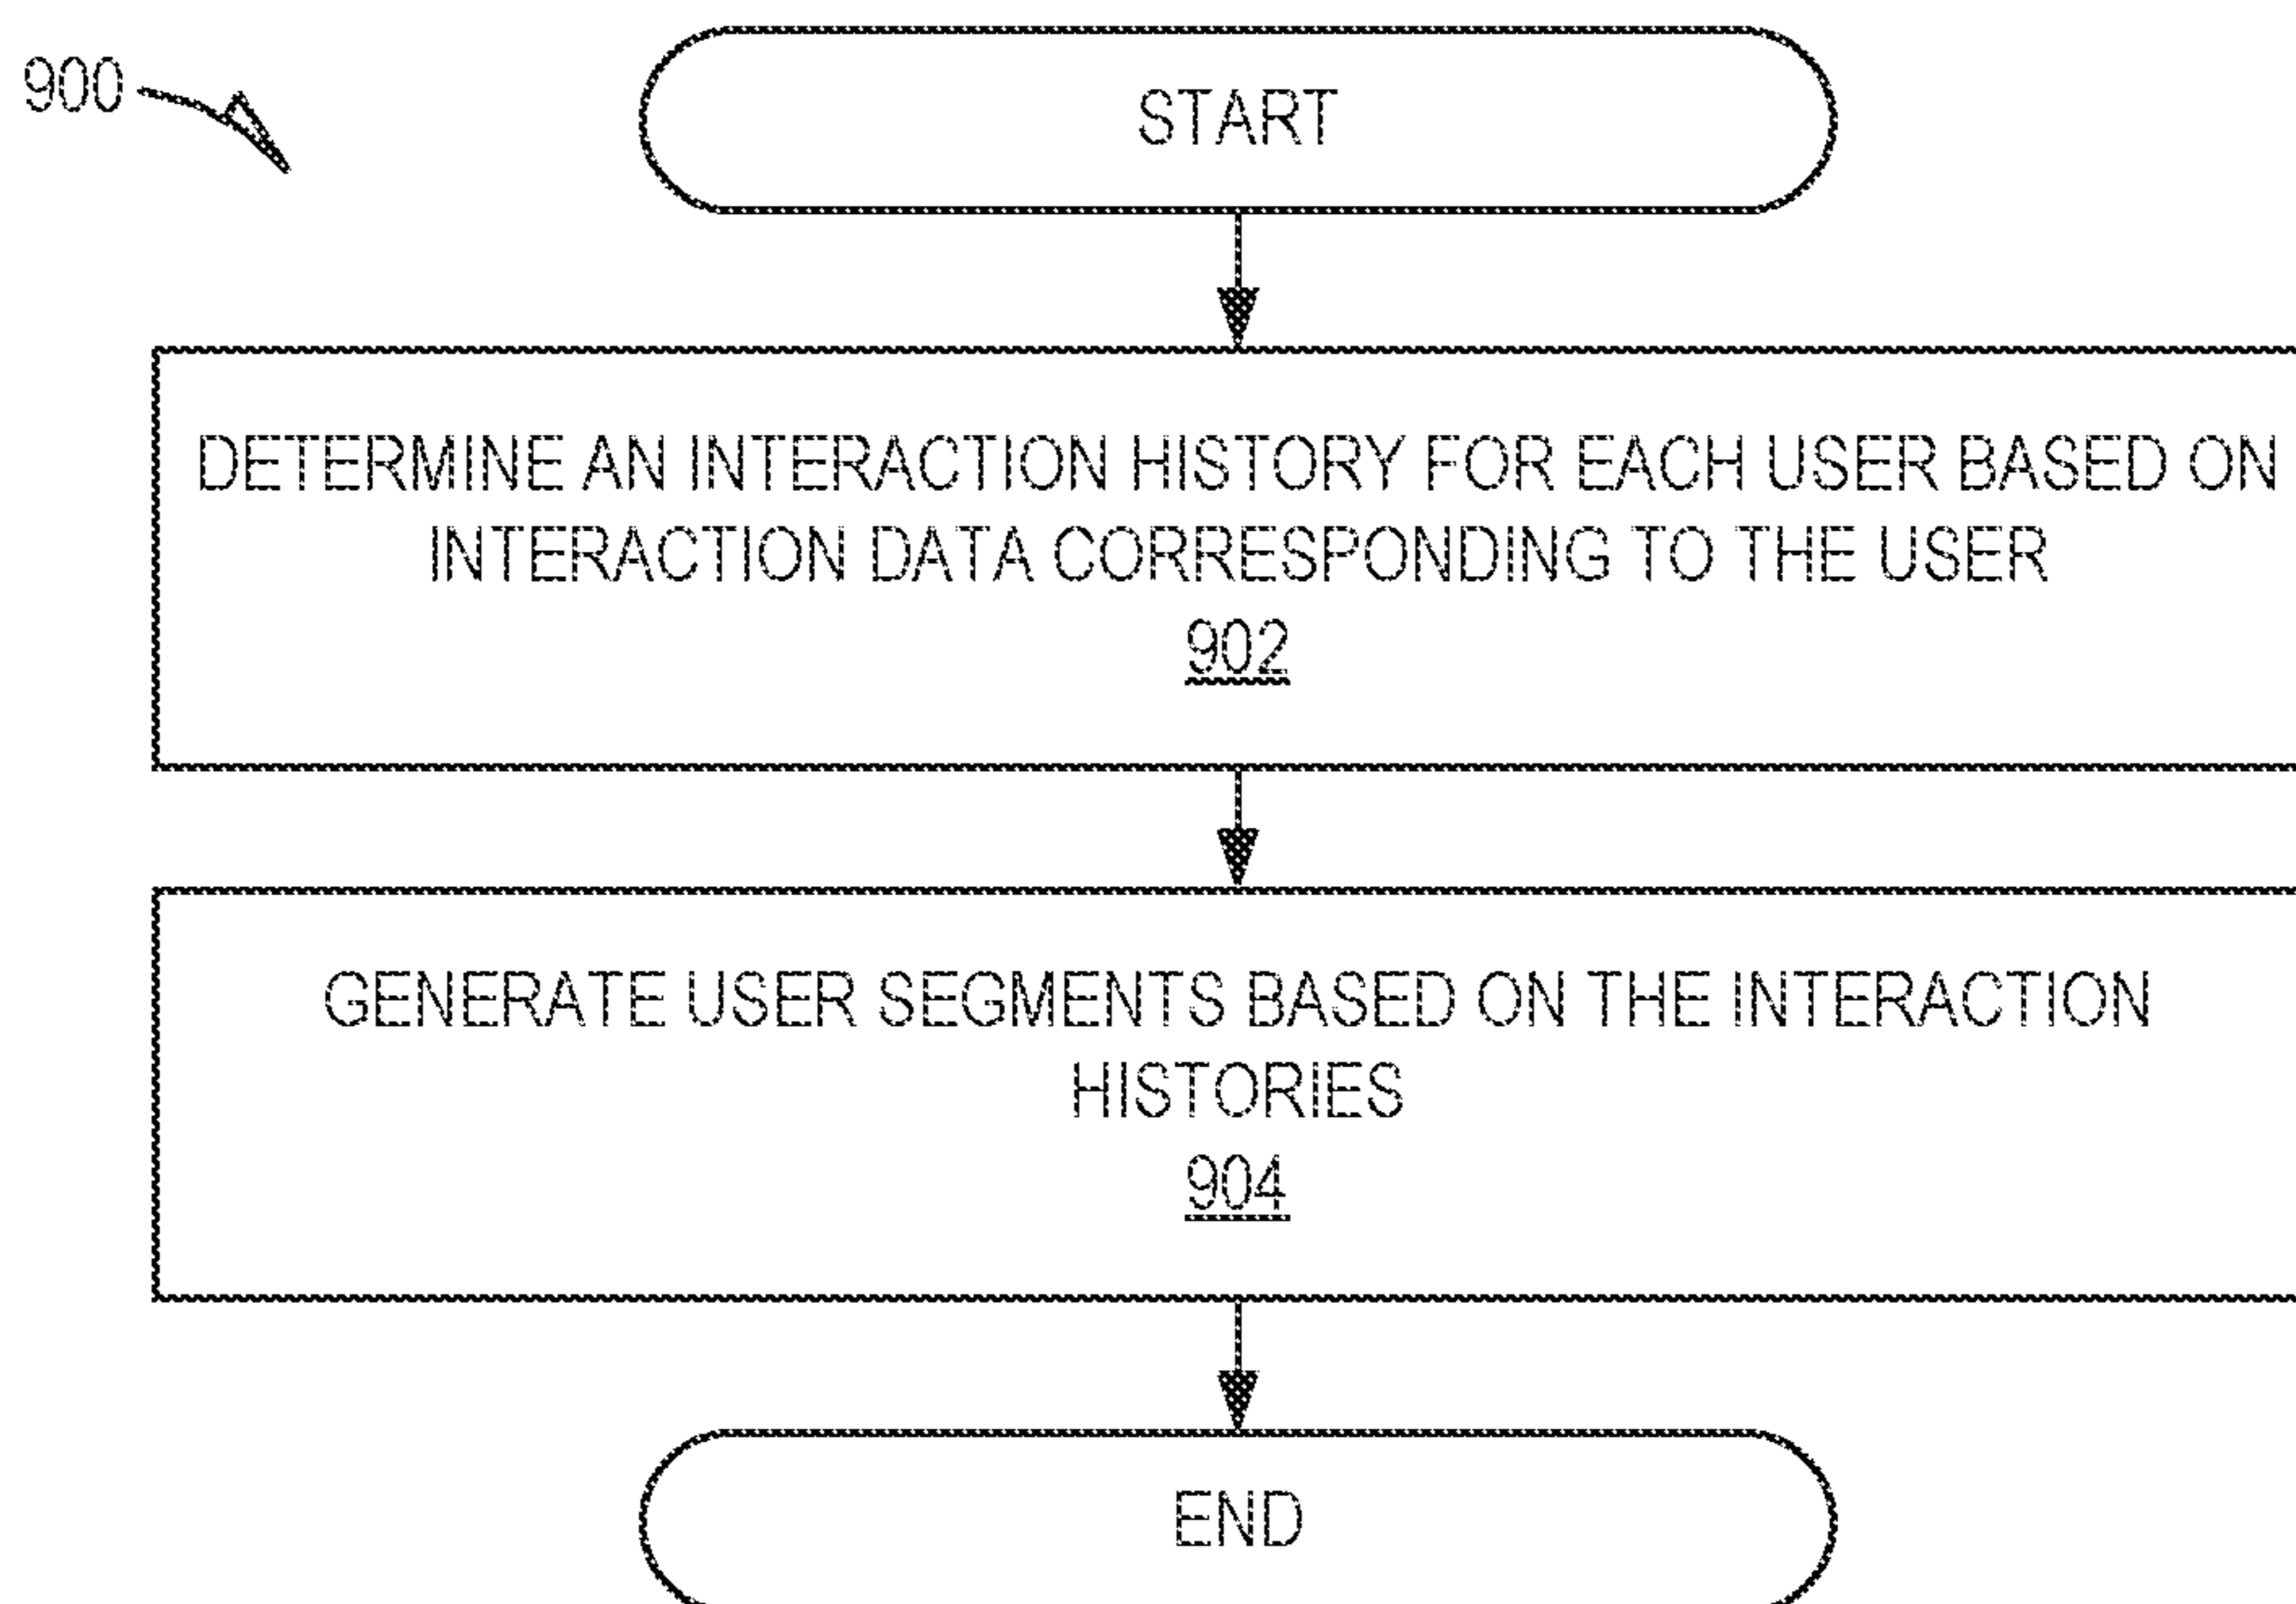 900
START
DETERMINE AN INTERACTION HISTORY FOR EACH USER BASED ON
INTERACTION DATA CORRESPONDING TO THE USER
902
GENERATE USER SEGMENTS BASED ON THE INTERACTION
HISTORIES
904
END